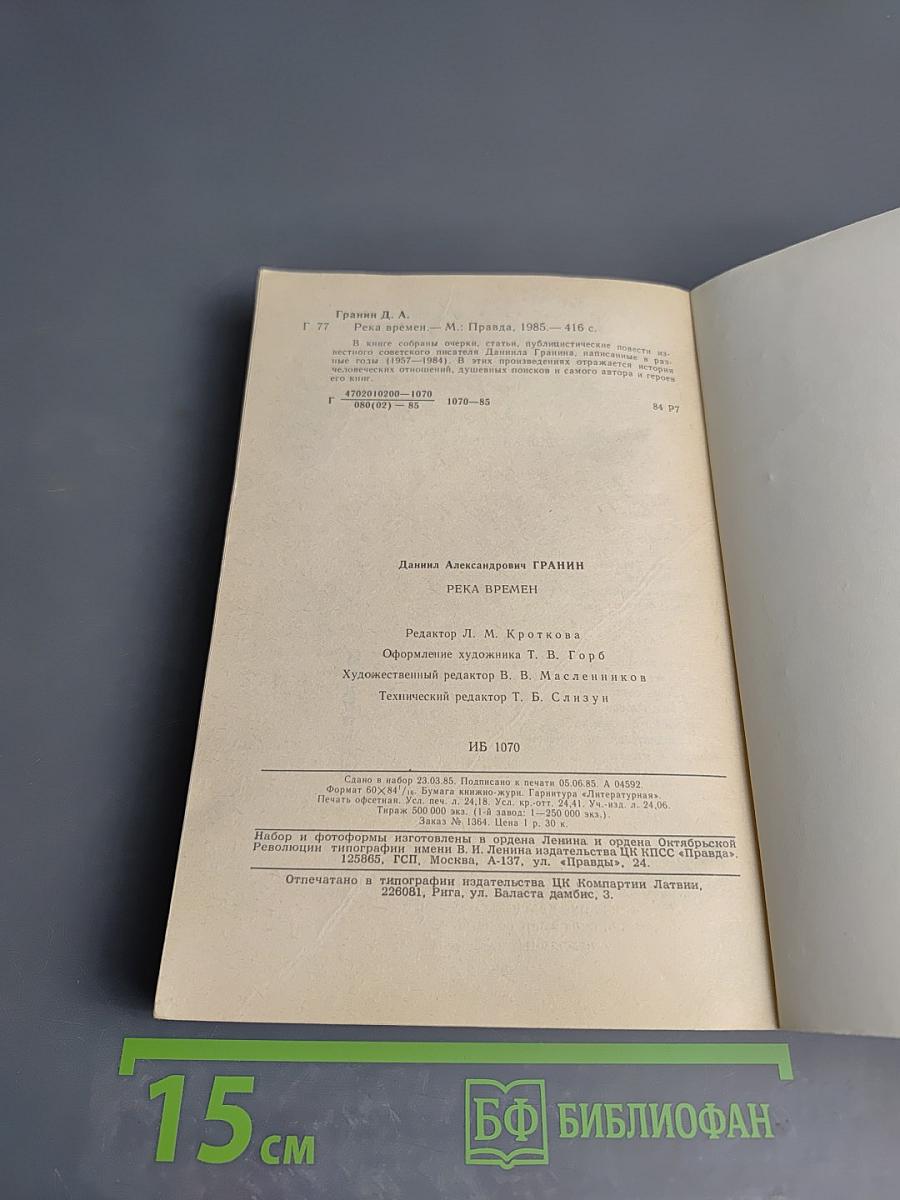 Гранин Д. А.
Г 77 Река времен.— М.: Правда, 1985.— 416 с.
В книге собраны очерки, статьи, публицистические повести из-
вестного советского писателя Даниила Гранина, написанные в раз-
ные годы (1957—1984). В этих произведениях отражается история
человеческих отношений, душевных поисков и самого автора и героев
его книг.
Г 4702010200—1070 / 080(02) — 85 1070—85
84 Р7
Даниил Александрович ГРАНИН
РЕКА ВРЕМЕН
Редактор Л. М. Кроткова
Оформление художника Т. В. Горб
Художественный редактор В. В. Масленников
Технический редактор Т. Б. Слизун
ИБ 1070
Сдано в набор 23.03.85. Подписано к печати 05.06.85. А 04592.
Формат 60×84 1/16. Бумага книжно-журн. Гарнитура «Литературная».
Печать офсетная. Усл. печ. л. 24,18. Усл. кр.-отт. 24,41. Уч.-изд. л. 24,06.
Тираж 500 000 экз. (1-й завод: 1—250 000 экз.).
Заказ № 1364. Цена 1 р. 30 к.
Набор и фотоформы изготовлены в ордена Ленина и ордена Октябрьской
Революции типографии имени В. И. Ленина издательства ЦК КПСС «Правда».
125865, ГСП, Москва, А-137, ул. «Правды», 24.
Отпечатано в типографии издательства ЦК Компартии Латвии,
226081, Рига, ул. Баласта дамбис, 3.
15 см
БФ БИБЛИОФАН